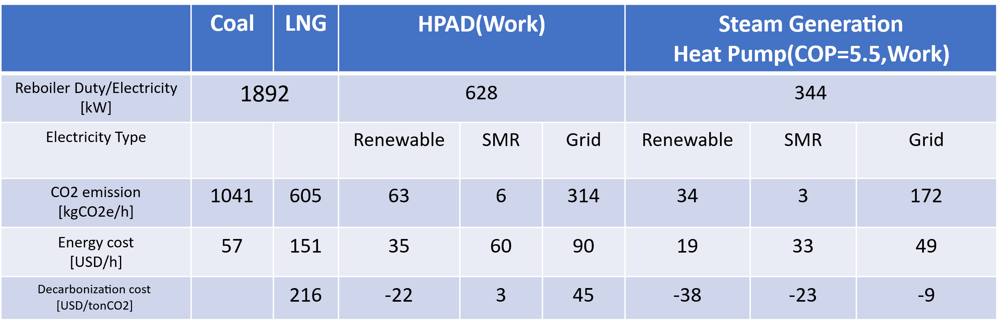 Coal LNG HPAD(Work) Steam Generation
Heat Pump(COP=5.5,Work)
Reboiler Duty/Electricity
[kW] 1892 628 344
Electricity Type Renewable SMR Grid Renewable SMR Grid
CO2 emission
[kgCO2e/h] 1041 605 63 6 314 34 3 172
Energy cost
[USD/h] 57 151 35 60 90 19 33 49
Decarbonization cost
[USD/tonCO2] 216 -22 3 45 -38 -23 -9